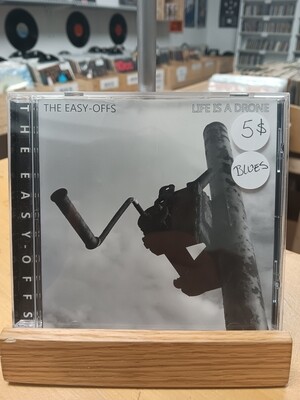 THE EASY-OFFS
LIFE IS A DRONE
5$
BLUES
THE EASY-OFFS